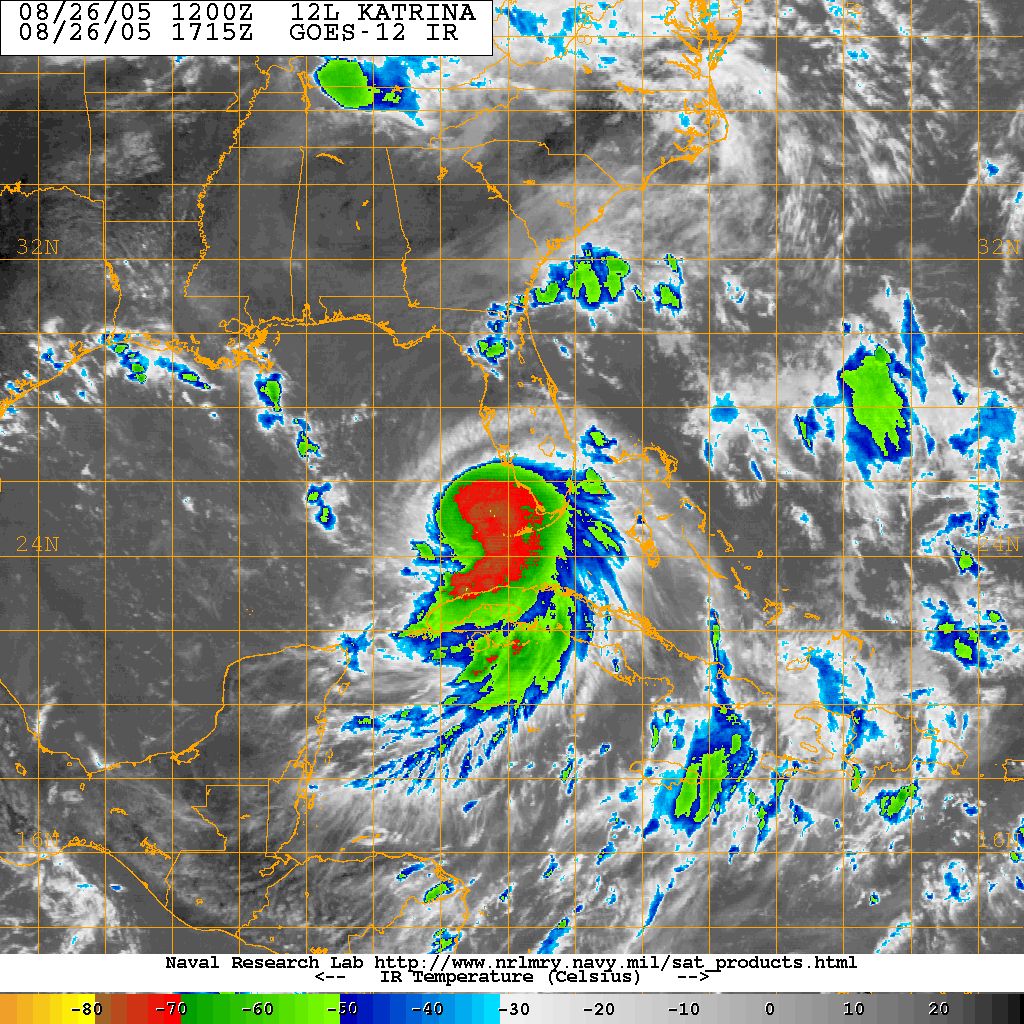 08/26/05 1200Z 12L KATRINA
08/26/05 1715Z GOES-12 IR
32N 32N
24N 24N
16N 16N
Naval Research Lab http://www.nrlmry.navy.mil/sat_products.html
<-- IR Temperature (Celsius) -->
-80 -70 -60 -50 -40 -30 -20 -10 0 10 20